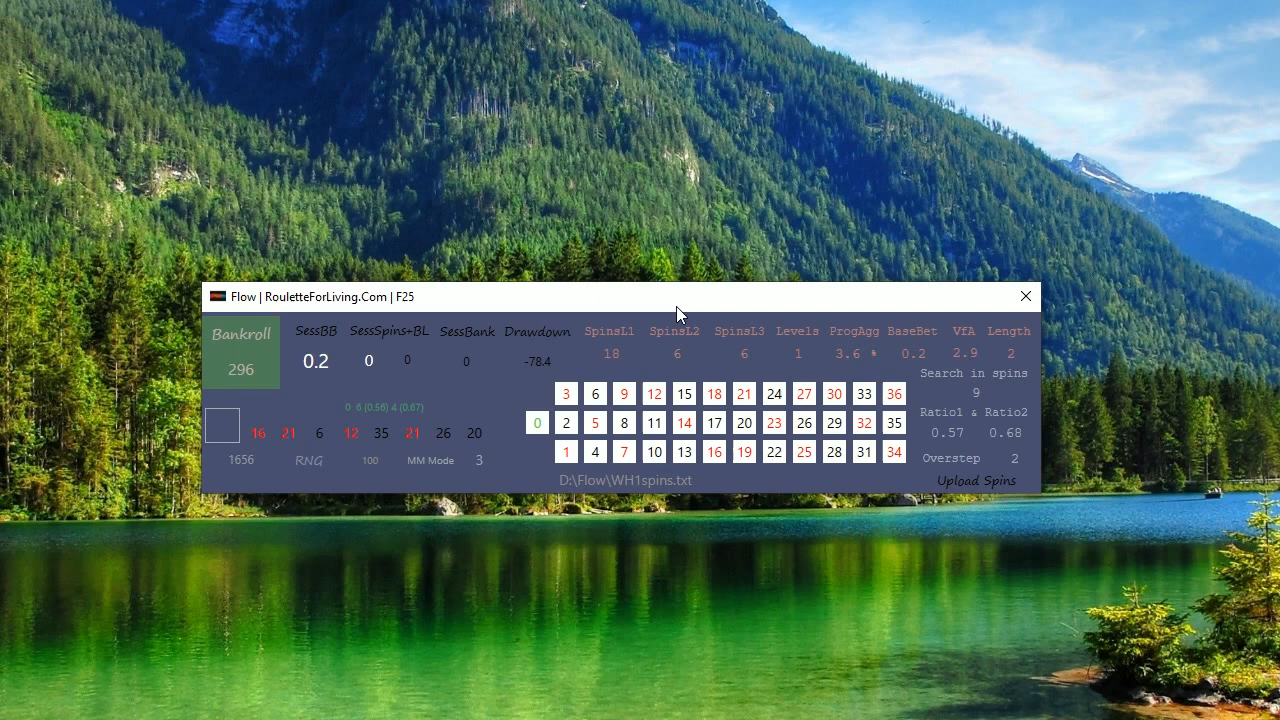 Flow | RouletteForLiving.Com | F25
Bankroll SessBB SessSpins+BL SessBank Drawdown SpinsL1 SpinsL2 SpinsL3 Levels ProgAgg BaseBet VfA Length
296 0.2 0 0 0 -78.4 18 6 6 1 3.6 % 0.2 2.9 2
Search in spins
9
3 6 9 12 15 18 21 24 27 30 33 36
0 6 (0.56) 4 (0.67)
Ratio1 & Ratio2
0 2 5 8 11 14 17 20 23 26 29 32 35
16 21 6 12 35 21 26 20
0.57 0.68
1 4 7 10 13 16 19 22 25 28 31 34
1656 RNG 100 MM Mode 3
Overstep 2
D:\Flow\WH1spins.txt
Upload Spins